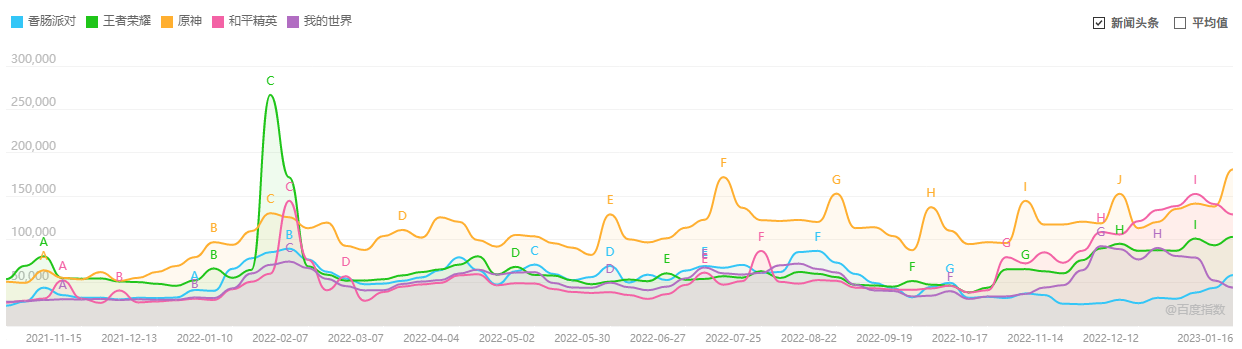 香肠派对 王者荣耀 原神 和平精英 我的世界 新闻头条 平均值
300,000
C
250,000
200,000
F
C G J I
150,000
C H I
E
D H
B
100,000 B F F G G H H I
A
A B C D E D C E F G G
A B A D E F G
50,000 A B D
@百度指数
2021-11-15 2021-12-13 2022-01-10 2022-02-07 2022-03-07 2022-04-04 2022-05-02 2022-05-30 2022-06-27 2022-07-25 2022-08-22 2022-09-19 2022-10-17 2022-11-14 2022-12-12 2023-01-16